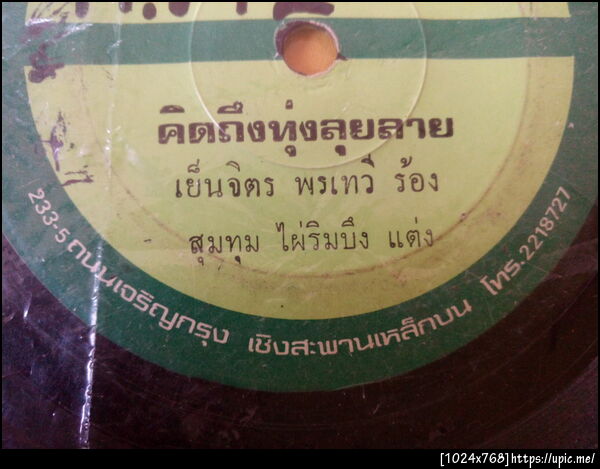 คิดถึงทุ่งลุยลาย
เย็นจิตร พรเทวี ร้อง
สุมทุม ไผ่ริมบึง แต่ง
233-5 ถนนเจริญกรุง เชิงสะพานเหล็กบน โทร. 2218727
[1024x768]https://upic.me/